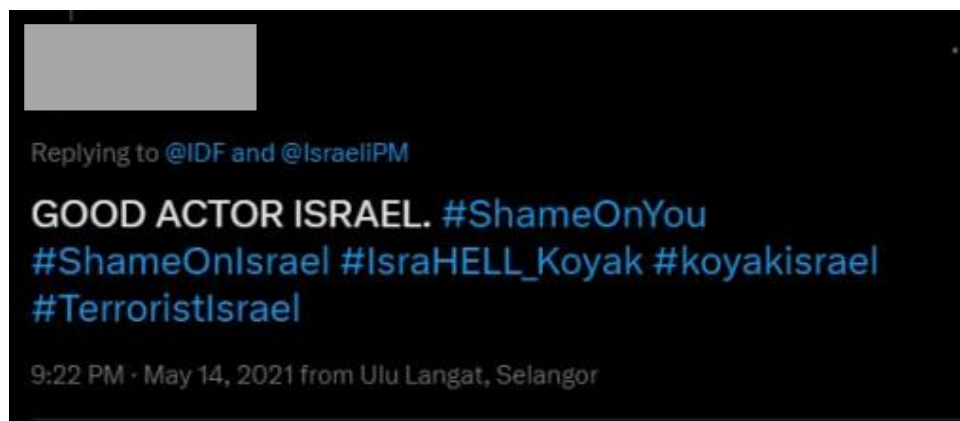 Replying to @IDF and @IsraeliPM
GOOD ACTOR ISRAEL. #ShameOnYou
#ShameOnIsrael #IsraHELL_Koyak #koyakisrael
#TerroristIsrael
9:22 PM · May 14, 2021 from Ulu Langat, Selangor